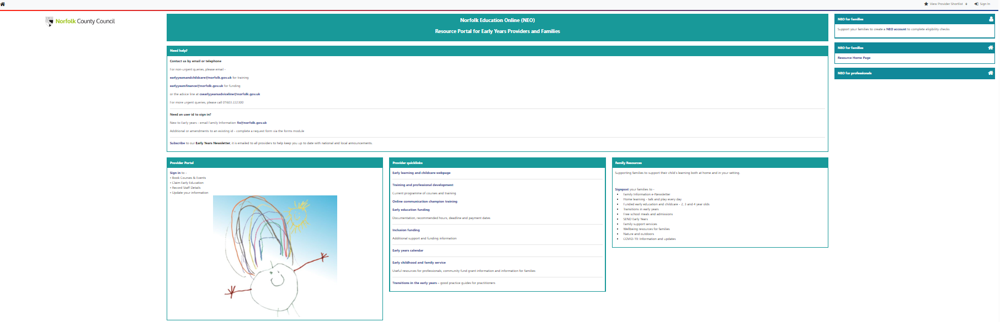 View Provider Shortlist 0 Sign In
Norfolk County Council
Norfolk Education Online (NEO)
Resource Portal for Early Years Providers and Families
Need help?
Contact us by email or telephone
For non-urgent queries, please email -
earlyyearsandchildcare@norfolk.gov.uk for training
earlyyearsfinance@norfolk.gov.uk for funding
or the advice line at csearlyyearsadviceline@norfolk.gov.uk
For more urgent queries, please call 01603 222300
Need an user id to sign in?
New to Early years - email Family Information fis@norfolk.gov.uk
Additional or amendments to an existing id - complete a request form via the forms module
Subscribe to our Early Years Newsletter, it is emailed to all providers to help keep you up to date with national and local announcements.
Provider Portal
Sign in to -
• Book Courses & Events
• Claim Early Education
• Record Staff Details
• Update your information
Provider quicklinks
Early learning and childcare webpage
Training and professional development
Current programme of courses and training
Online communication champion training
Early education funding
Documentation, recommended hours, deadline and payment dates
Inclusion funding
Additional support and funding information
Early years calendar
Early childhood and family service
Useful resources for professionals, community fund grant information and information for families
Transitions in the early years – good practice guides for practitioners
Family Resources
Supporting families to support their child's learning both at home and in your setting.
Signpost your families to -
• Family Information e-Newsletter
• Home learning - talk and play every day
• Funded early education and childcare - 2, 3 and 4 year olds
• Transitions in early years
• Free school meals and admissions
• SEND Early Years
• Family support services
• Wellbeing resources for families
• Nature and outdoors
• COVID-19: Information and updates
NEO for families
Support your families to create a NEO account to complete eligibility checks
NEO for families
Resource Home Page
NEO for professionals